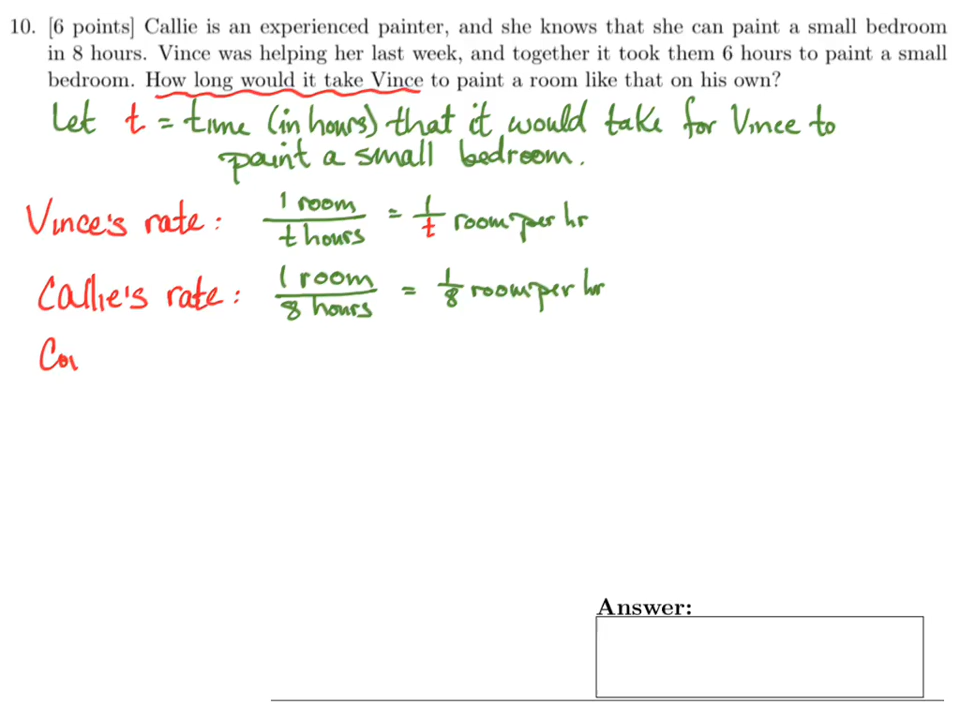 10. [6 points] Callie is an experienced painter, and she knows that she can paint a small bedroom
in 8 hours. Vince was helping her last week, and together it took them 6 hours to paint a small
bedroom. How long would it take Vince to paint a room like that on his own?
Let t = time (in hours) that it would take for Vince to
paint a small bedroom.
Vince's rate: 1 room / t hours = 1/t room per hr
Callie's rate: 1 room / 8 hours = 1/8 room per hr
Answer: